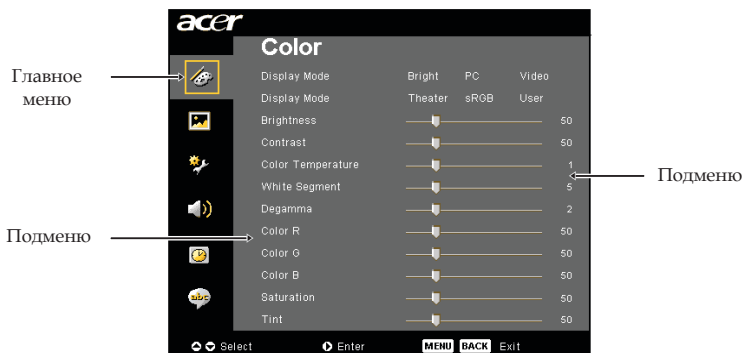 acer
Color
Главное меню
Display Mode Bright PC Video
Display Mode Theater sRGB User
Brightness 50
Contrast 50
Color Temperature 1
White Segment 5
Degamma 2
Color R 50
Color G 50
Color B 50
Saturation 50
Tint 50
Подменю
Подменю
abc
Select Enter MENU BACK Exit